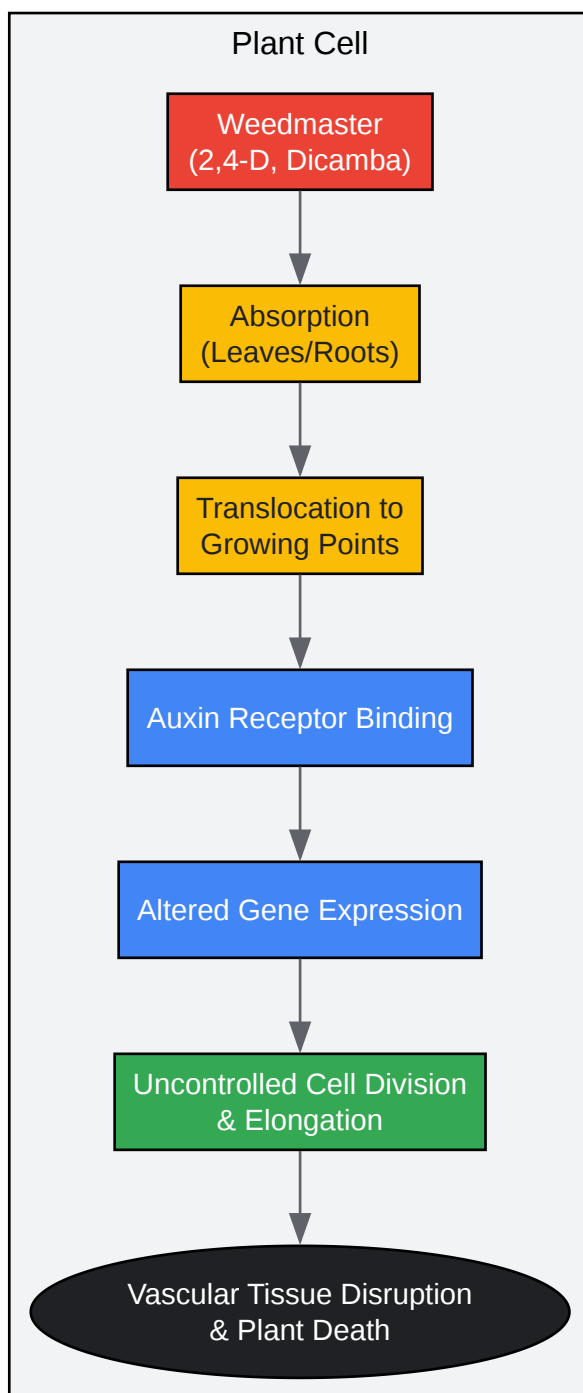 Plant Cell
Weedmaster
(2,4-D, Dicamba)
Absorption
(Leaves/Roots)
Translocation to
Growing Points
Auxin Receptor Binding
Altered Gene Expression
Uncontrolled Cell Division
& Elongation
Vascular Tissue Disruption
& Plant Death